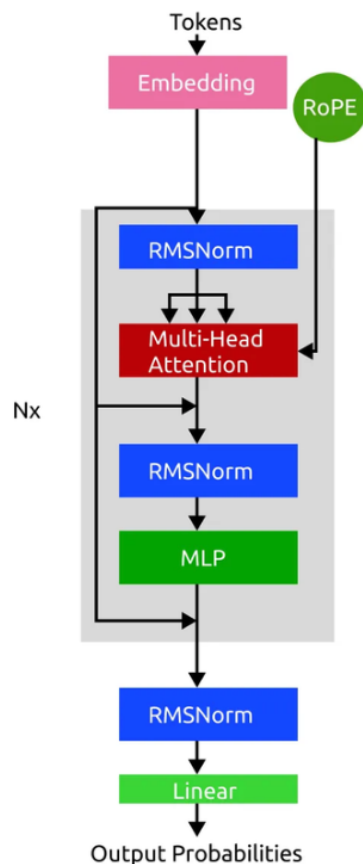 Tokens
Embedding
RoPE
RMSNorm
Multi-Head
Attention
Nx
RMSNorm
MLP
RMSNorm
Linear
Output Probabilities